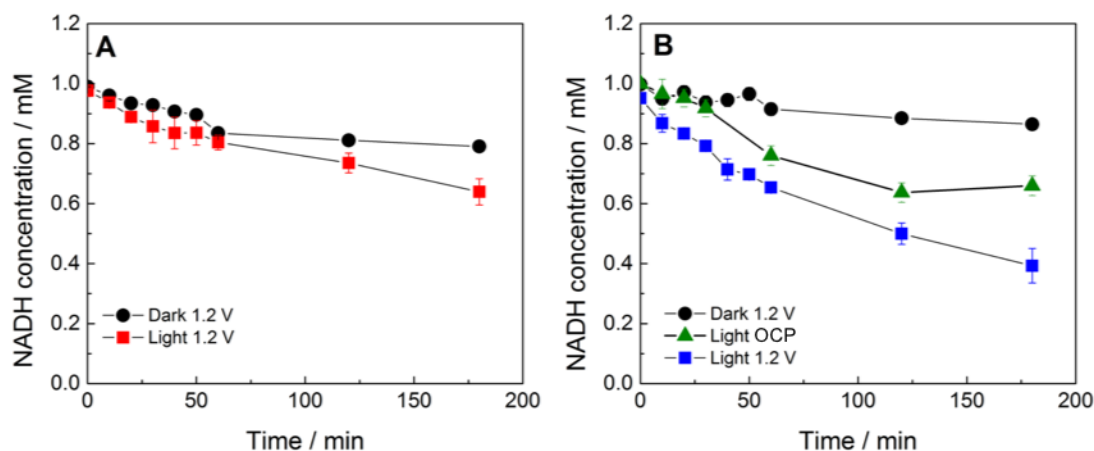 A
NADH concentration / mM
1.2
1.0
0.8
0.6
0.4
0.2
0.0
Dark 1.2 V
Light 1.2 V
0
50
100
150
200
Time / min
B
NADH concentration / mM
1.2
1.0
0.8
0.6
0.4
0.2
0.0
Dark 1.2 V
Light OCP
Light 1.2 V
0
50
100
150
200
Time / min